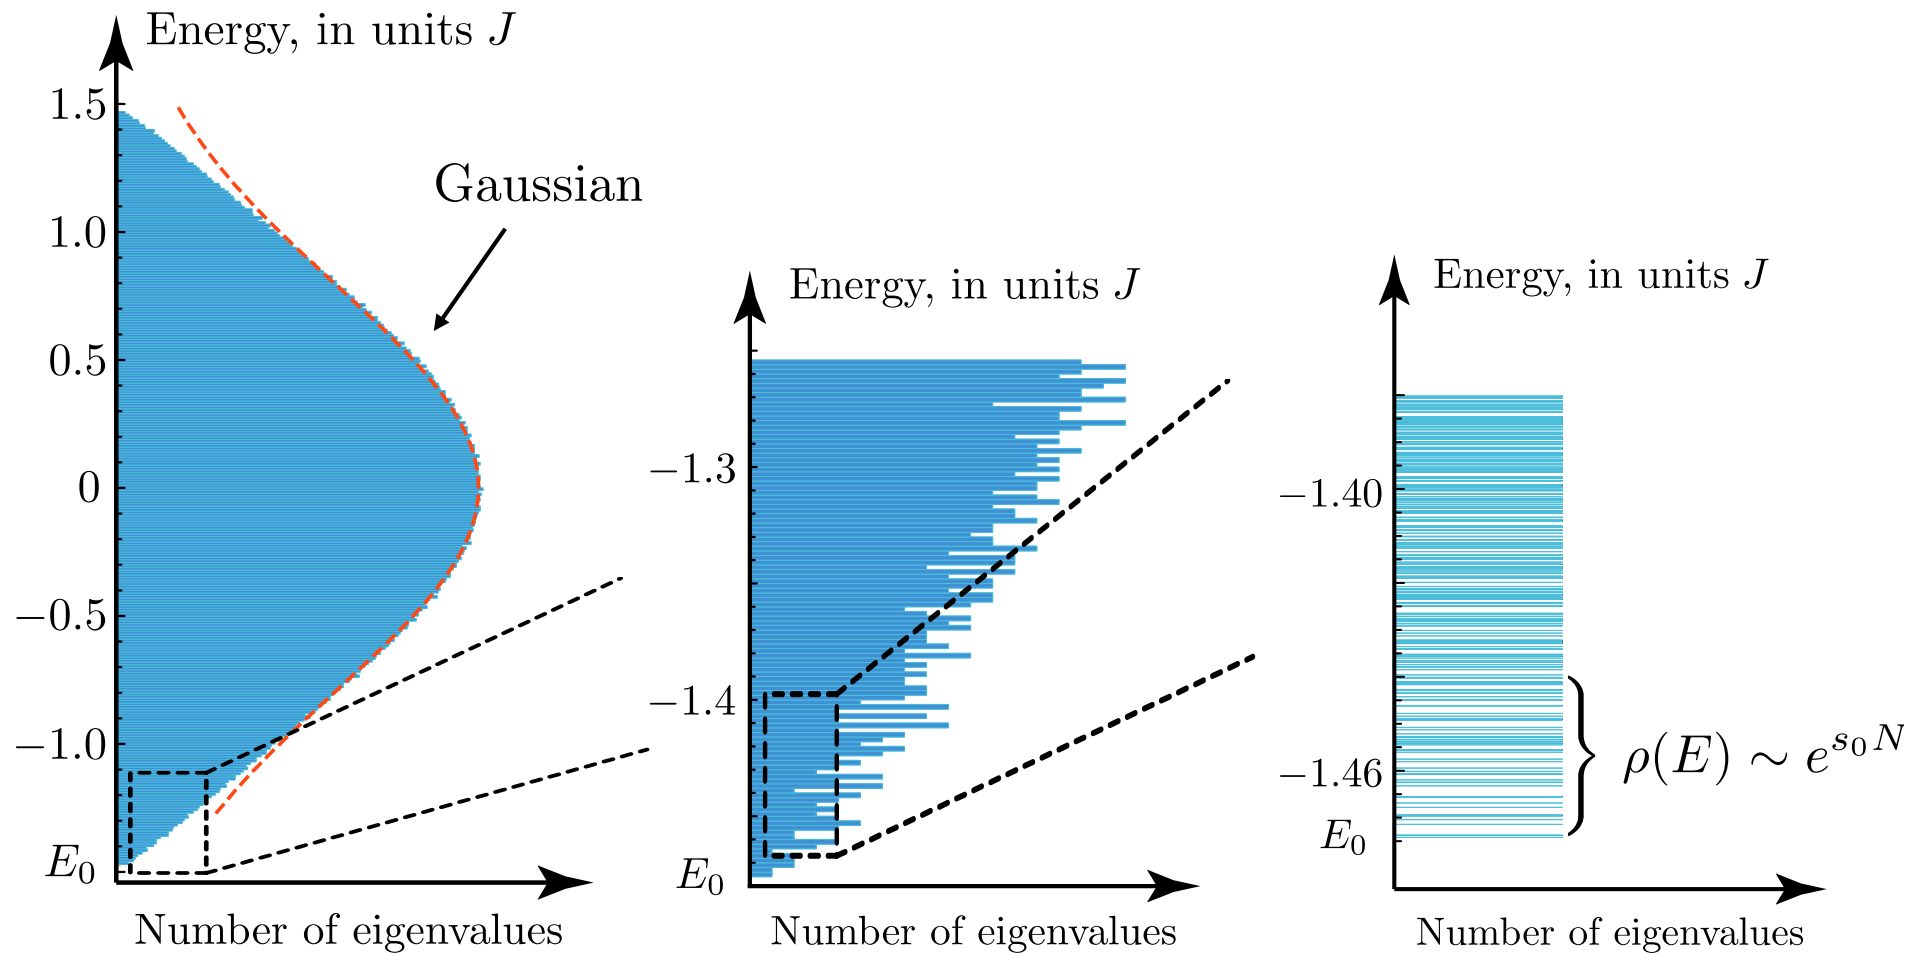 Energy, in units J
1.5
1.0
0.5
0
−0.5
−1.0
E₀
Gaussian
Number of eigenvalues
Energy, in units J
−1.3
−1.4
E₀
Number of eigenvalues
Energy, in units J
−1.40
−1.46
E₀
ρ(E) ∼ e^{s₀N}
Number of eigenvalues